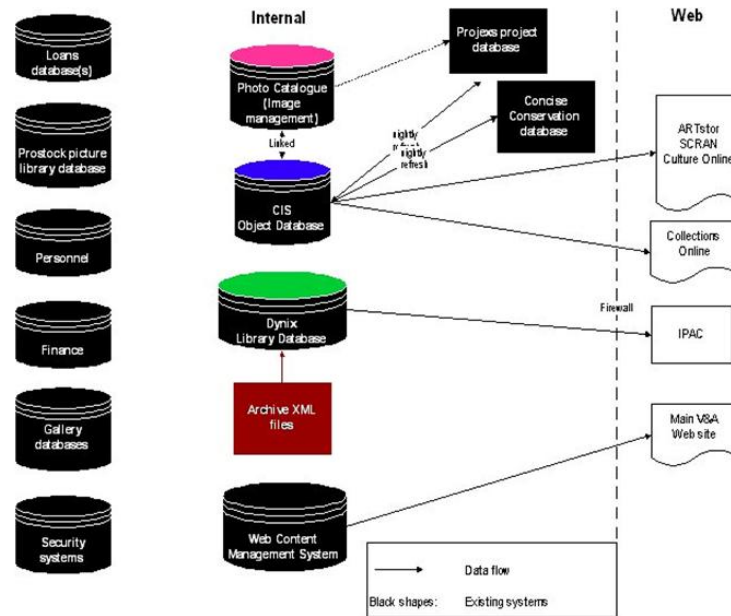 Internal
Web
Loans
database(s)
Prostock picture
library database
Personnel
Finance
Gallery
databases
Security
systems
Photo Catalogue
(Image
management)
Linked
CIS
Object Database
Dynix
Library Database
Archive XML
files
Web Content
Management System
Projexs project
database
Concise
Conservation
database
nightly
nightly
refresh
ARTstor
SCRAN
Culture Online
Collections
Online
Firewall
IPAC
Main V&A
Web site
Data flow
Black shapes: Existing systems